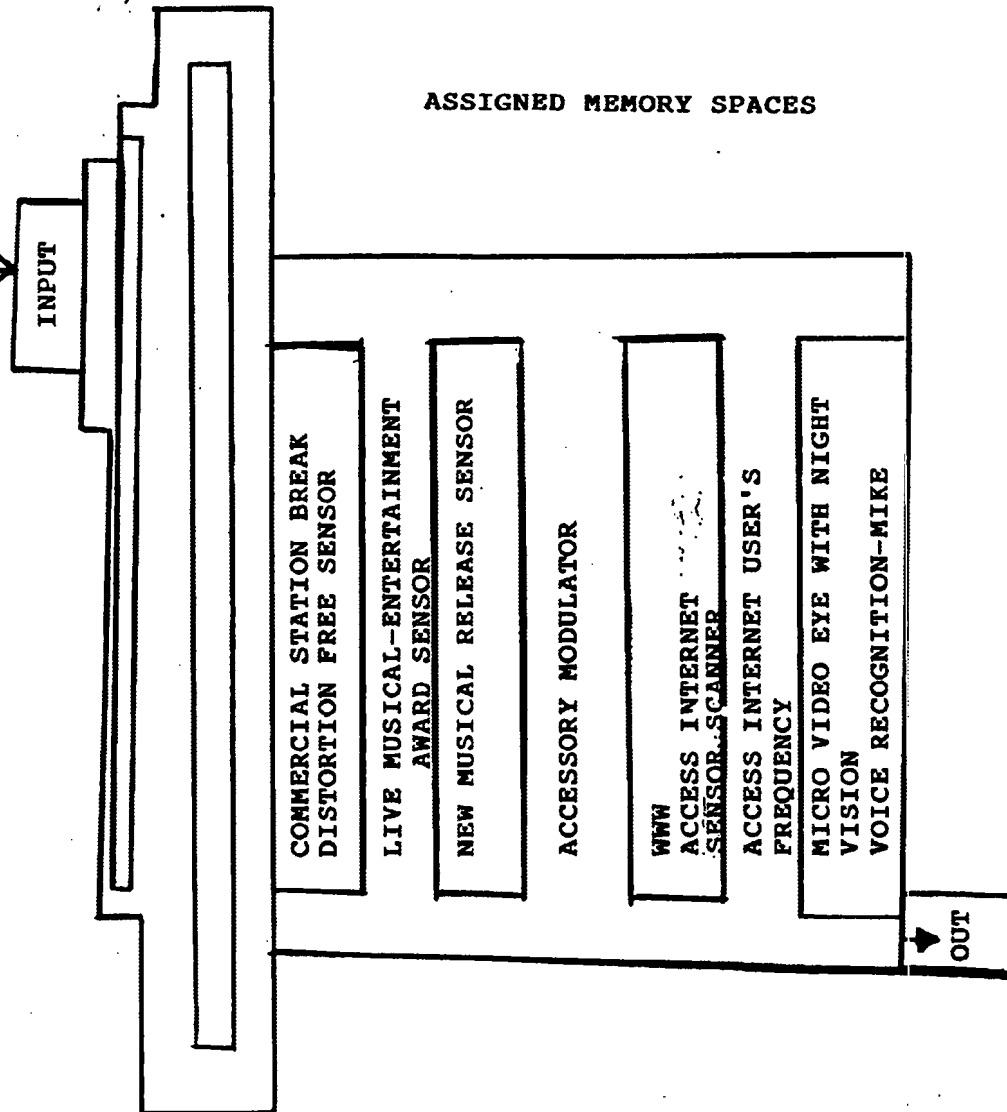 ASSIGNED MEMORY SPACES
INPUT
COMMERCIAL STATION BREAK
DISTORTION FREE SENSOR
LIVE MUSICAL-ENTERTAINMENT
AWARD SENSOR
NEW MUSICAL RELEASE SENSOR
ACCESSORY MODULATOR
WWW
ACCESS INTERNET
SENSOR SCANNER
ACCESS INTERNET USER'S
FREQUENCY
MICRO VIDEO EYE WITH NIGHT
VISION
VOICE RECOGNITION-MIKE
OUT